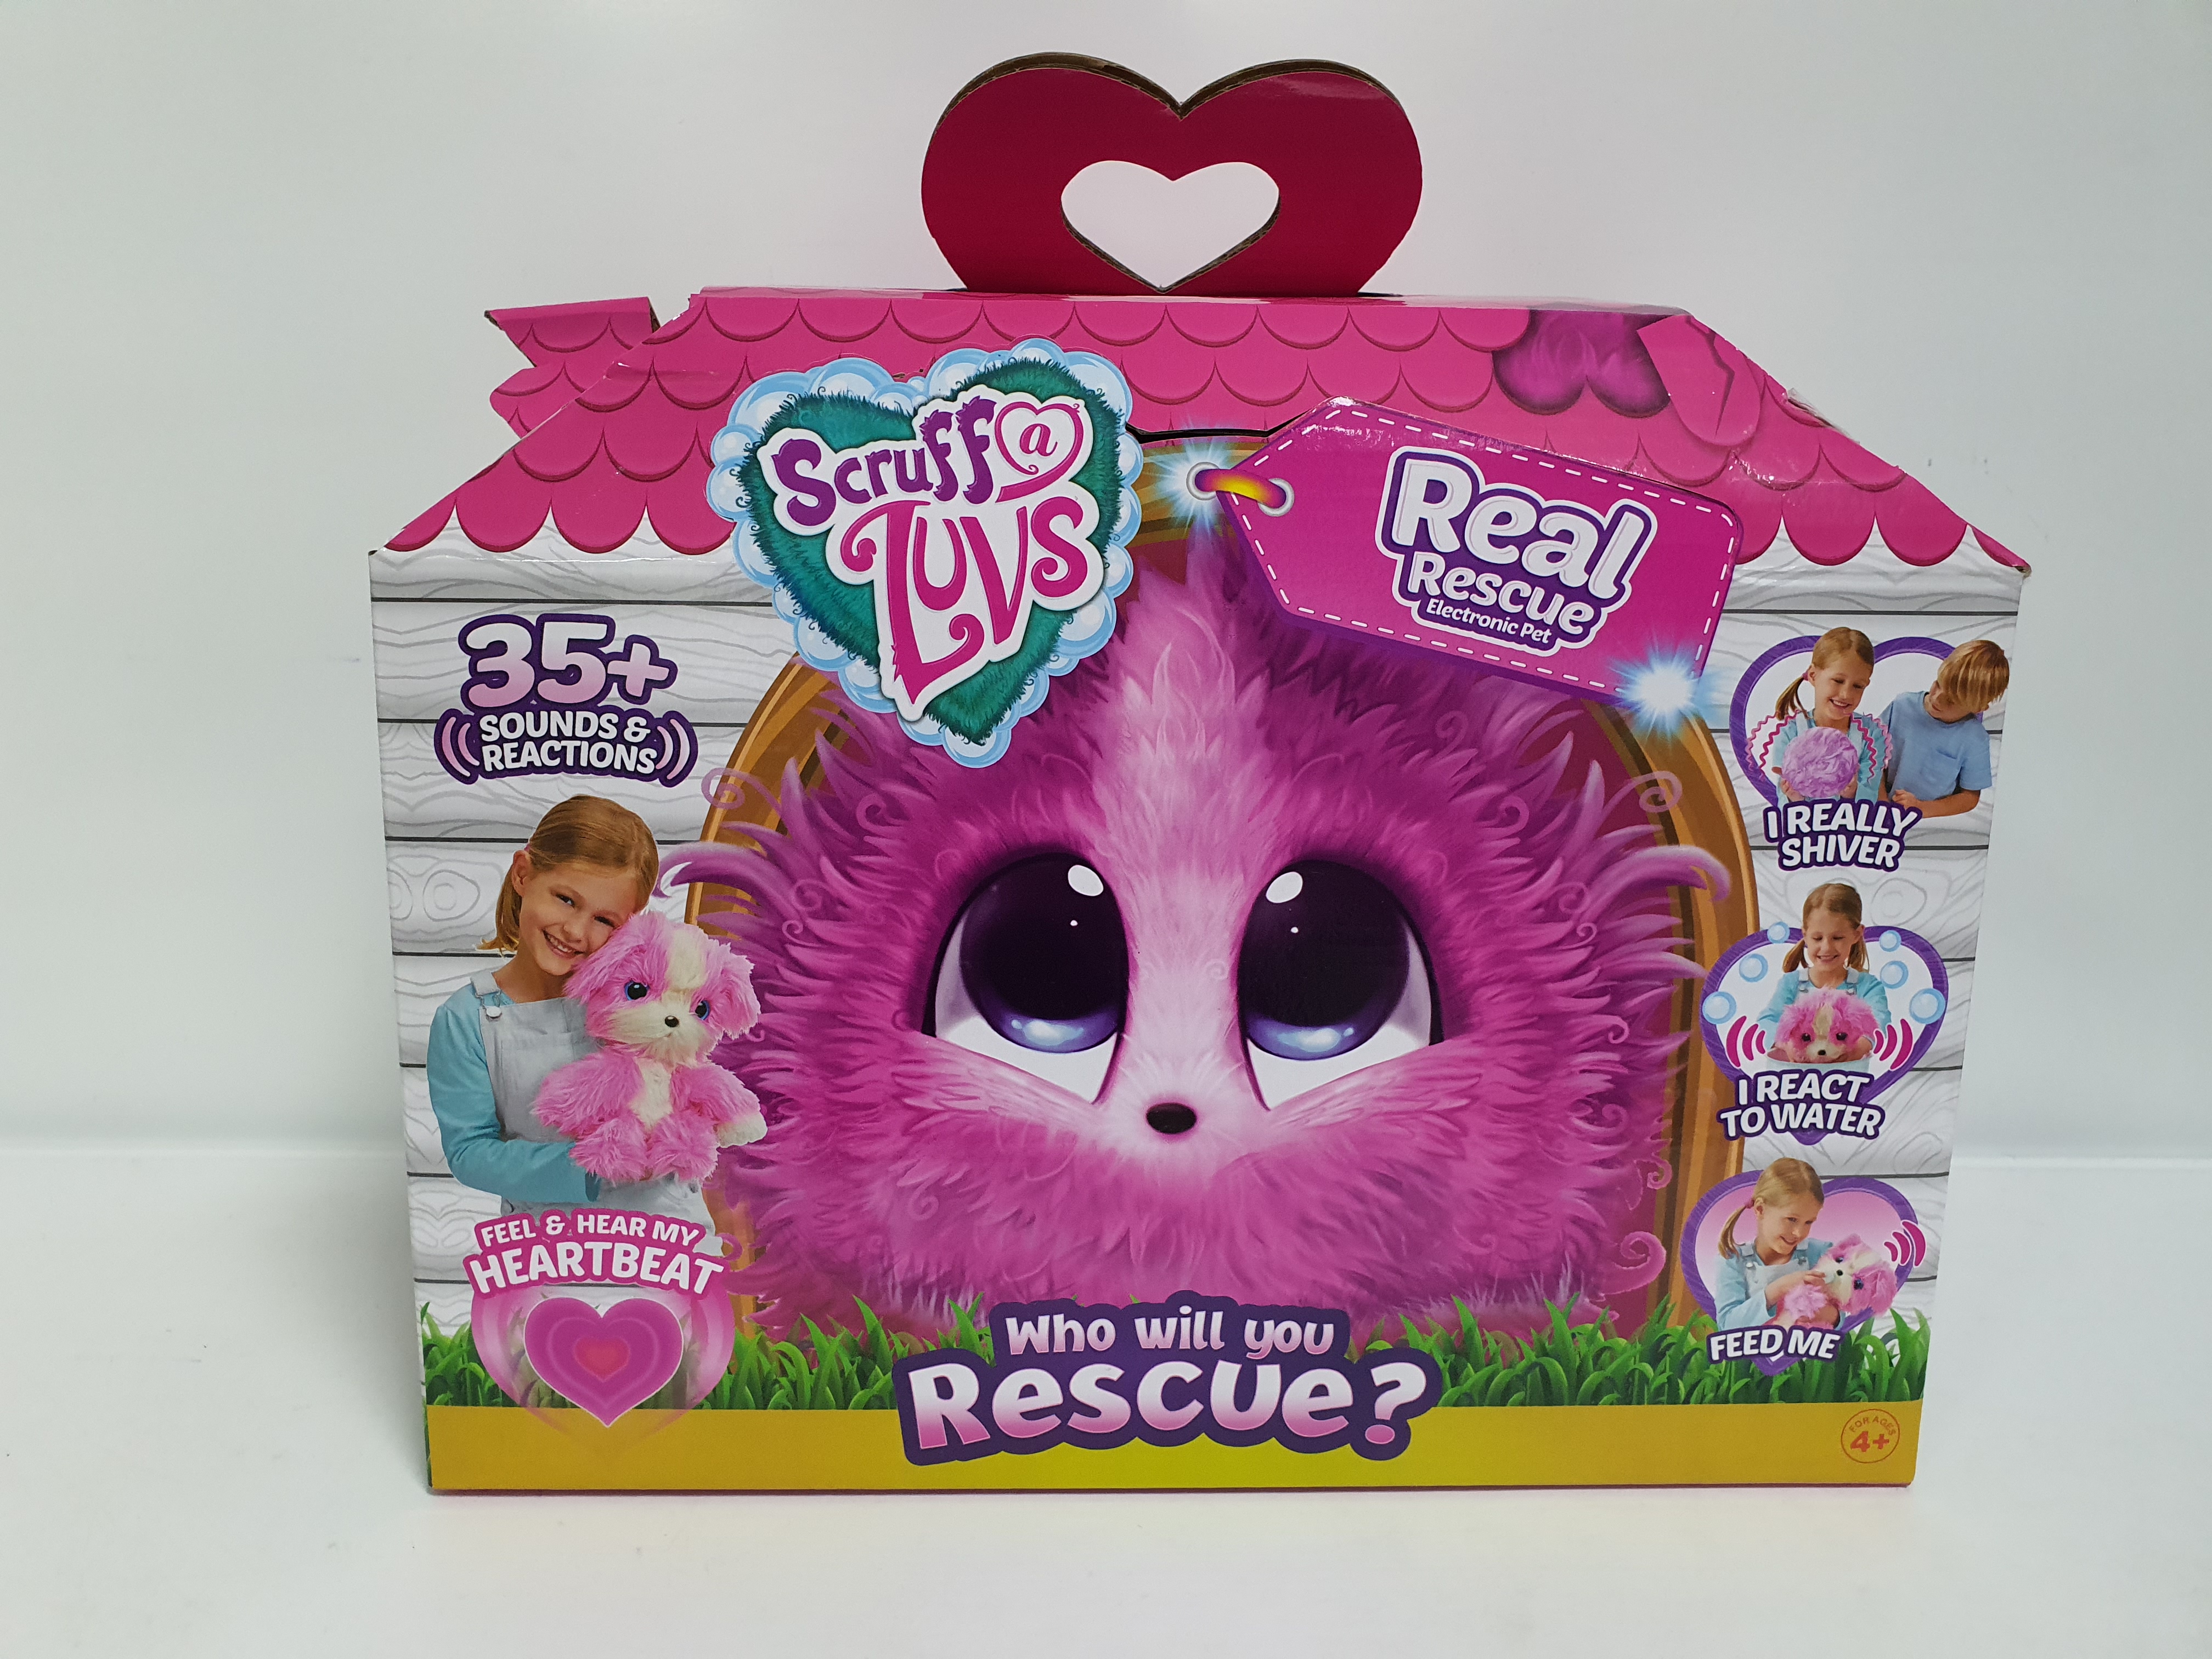 Scruff a
Luvs
Real
Rescue
Electronic Pet
35+
SOUNDS &
REACTIONS
I REALLY
SHIVER
I REACT
TO WATER
FEEL & HEAR MY
HEARTBEAT
FEED ME
Who will you
Rescue?
FOR AGES
4+